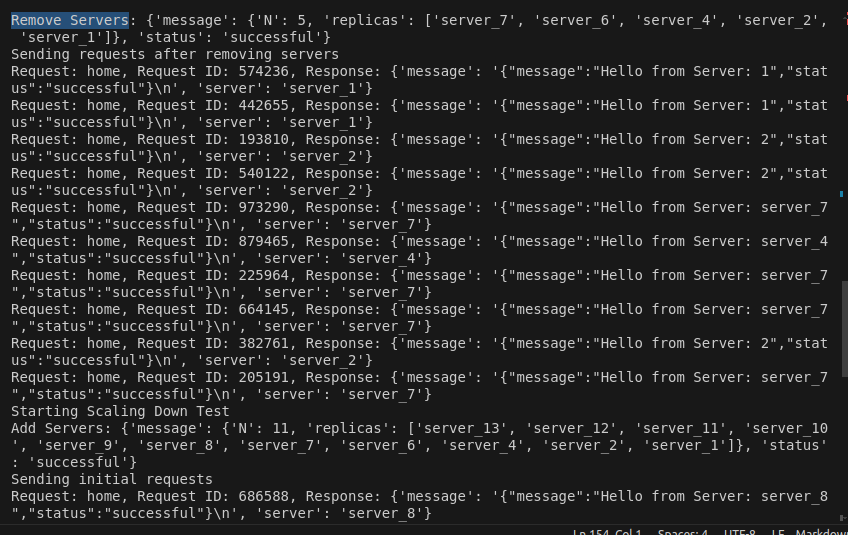 Remove Servers: {'message': {'N': 5, 'replicas': ['server_7', 'server_6', 'server_4', 'server_2',
 'server_1']}, 'status': 'successful'}
Sending requests after removing servers
Request: home, Request ID: 574236, Response: {'message': '{"message":"Hello from Server: 1","stat
us":"successful"}\n', 'server': 'server_1'}
Request: home, Request ID: 442655, Response: {'message': '{"message":"Hello from Server: 1","stat
us":"successful"}\n', 'server': 'server_1'}
Request: home, Request ID: 193810, Response: {'message': '{"message":"Hello from Server: 2","stat
us":"successful"}\n', 'server': 'server_2'}
Request: home, Request ID: 540122, Response: {'message': '{"message":"Hello from Server: 2","stat
us":"successful"}\n', 'server': 'server_2'}
Request: home, Request ID: 973290, Response: {'message': '{"message":"Hello from Server: server_7
","status":"successful"}\n', 'server': 'server_7'}
Request: home, Request ID: 879465, Response: {'message': '{"message":"Hello from Server: server_4
","status":"successful"}\n', 'server': 'server_4'}
Request: home, Request ID: 225964, Response: {'message': '{"message":"Hello from Server: server_7
","status":"successful"}\n', 'server': 'server_7'}
Request: home, Request ID: 664145, Response: {'message': '{"message":"Hello from Server: server_7
","status":"successful"}\n', 'server': 'server_7'}
Request: home, Request ID: 382761, Response: {'message': '{"message":"Hello from Server: 2","stat
us":"successful"}\n', 'server': 'server_2'}
Request: home, Request ID: 205191, Response: {'message': '{"message":"Hello from Server: server_7
","status":"successful"}\n', 'server': 'server_7'}
Starting Scaling Down Test
Add Servers: {'message': {'N': 11, 'replicas': ['server_13', 'server_12', 'server_11', 'server_10
', 'server_9', 'server_8', 'server_7', 'server_6', 'server_4', 'server_2', 'server_1']}, 'status'
: 'successful'}
Sending initial requests
Request: home, Request ID: 686588, Response: {'message': '{"message":"Hello from Server: server_8
","status":"successful"}\n', 'server': 'server_8'}
Ln 154, Col 1 Spaces: 4 UTF-8 LF Markdow